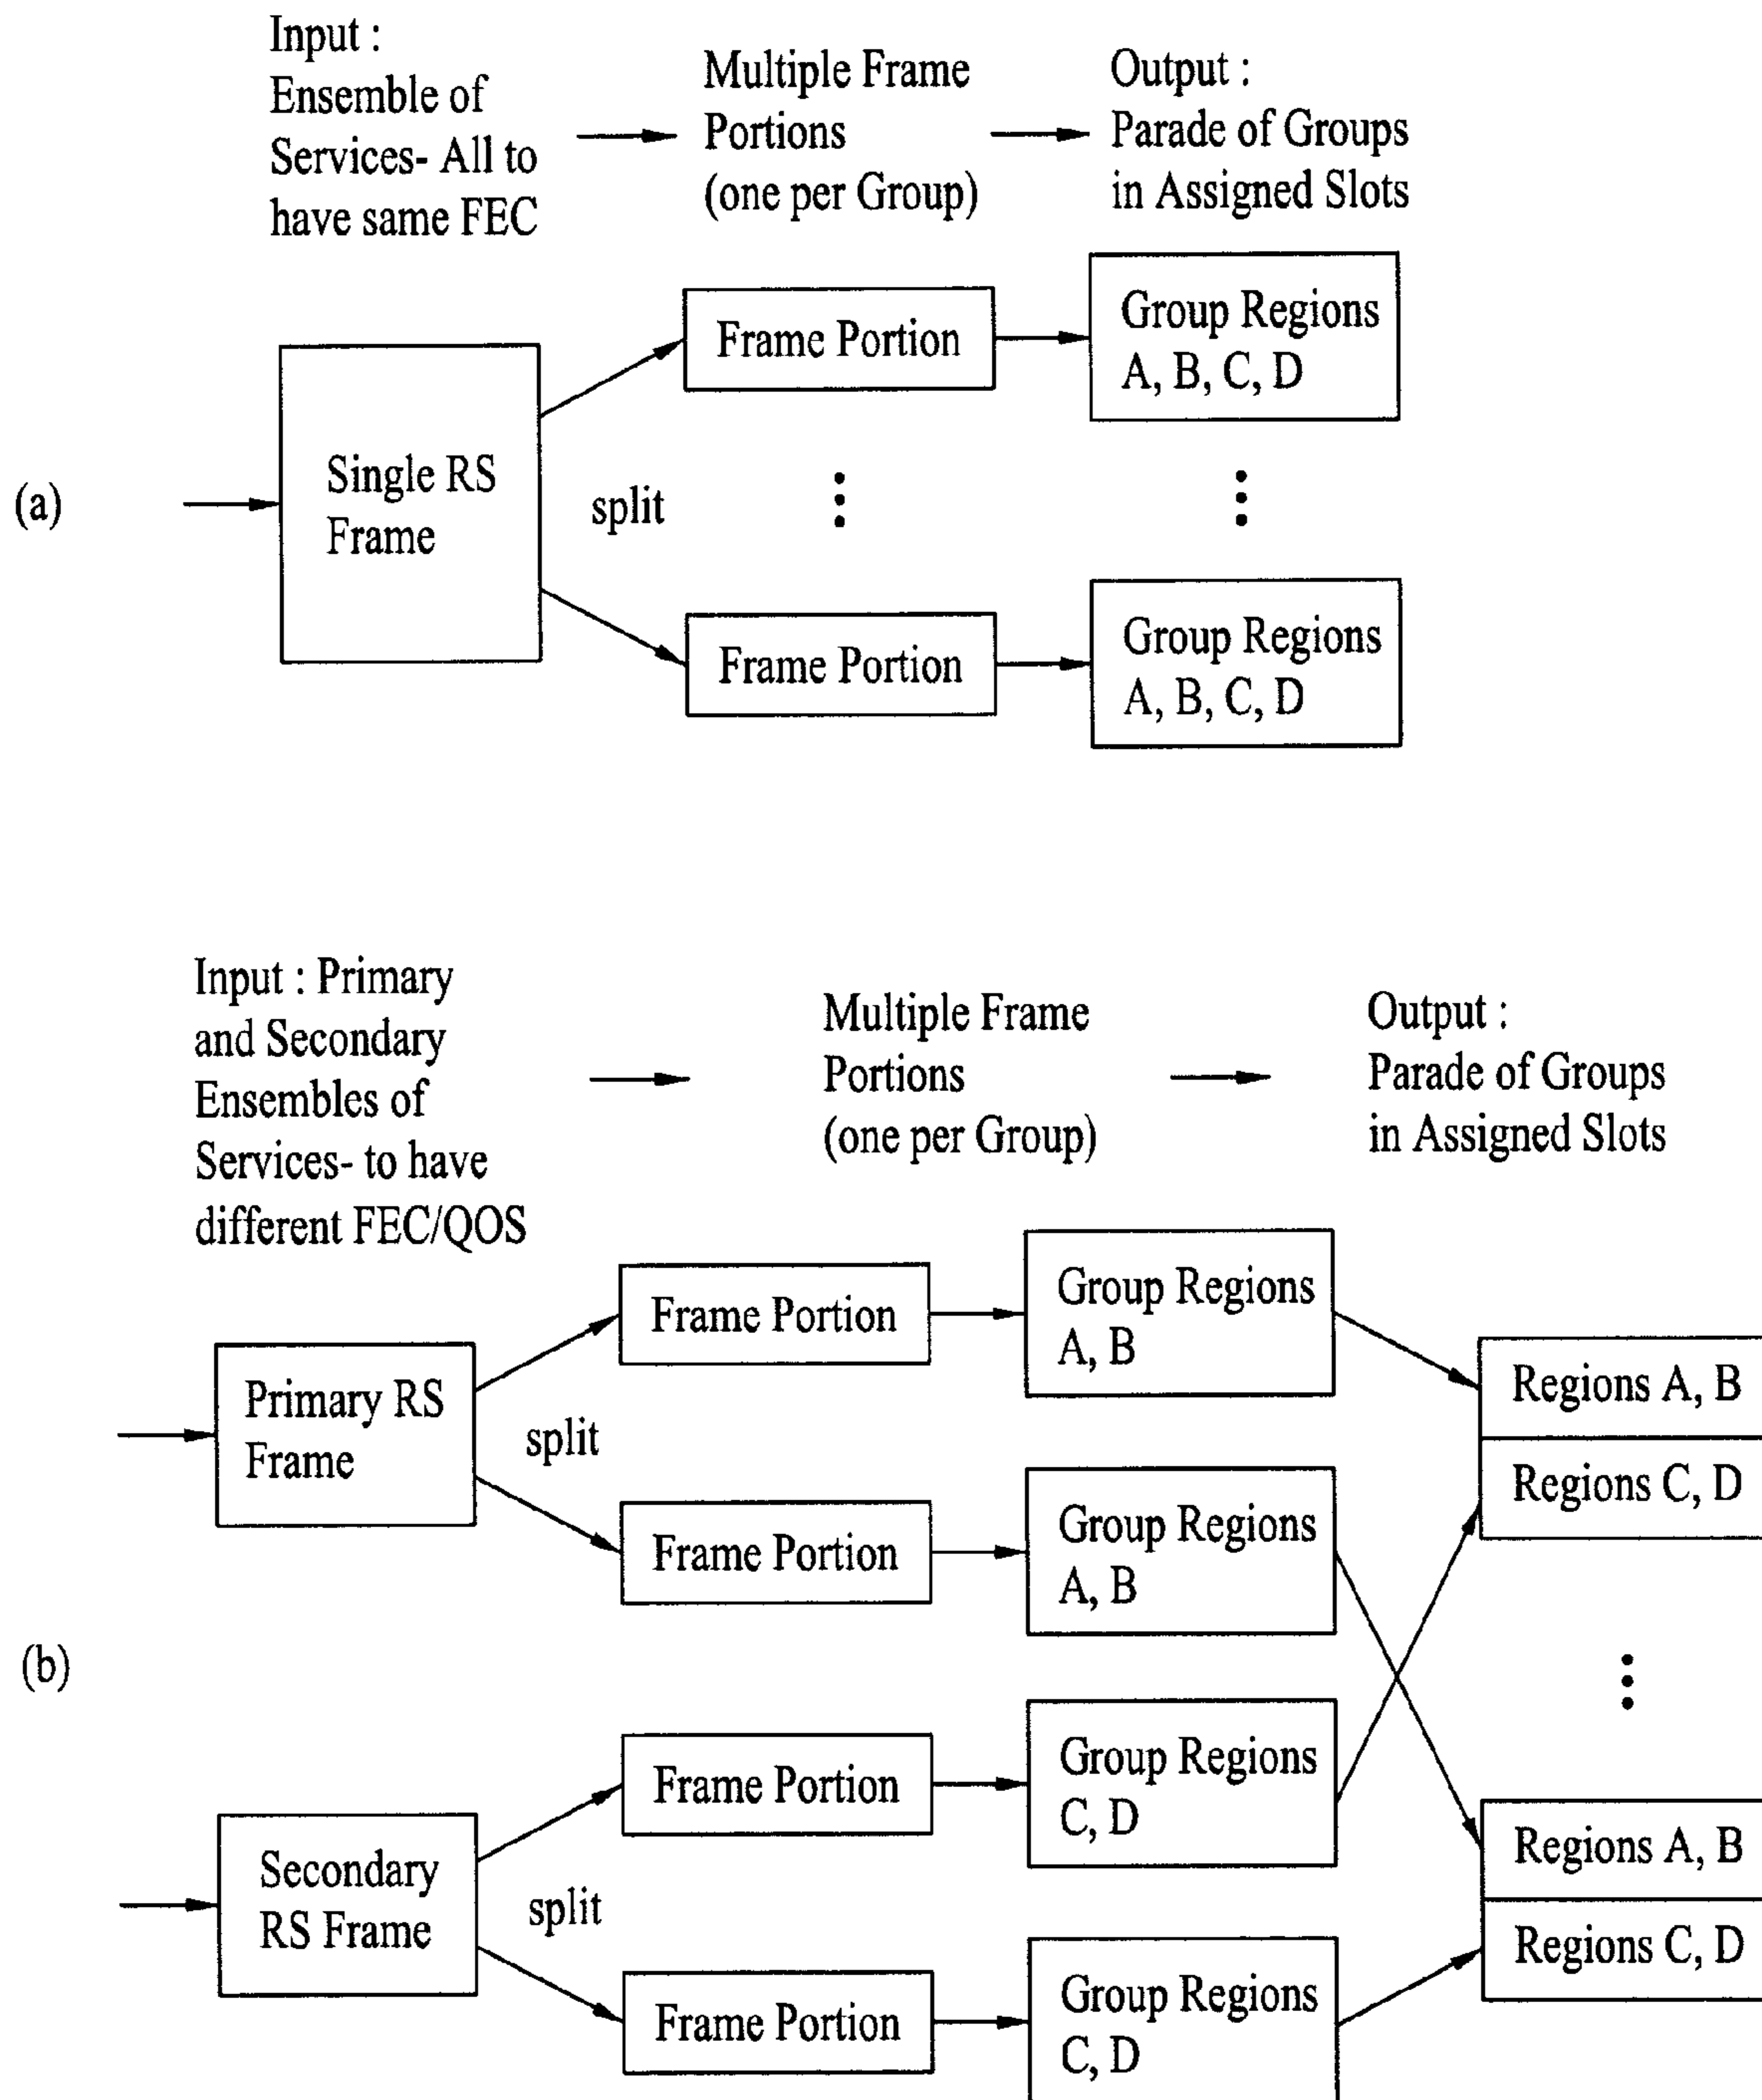 Input :
Ensemble of
Services- All to
have same FEC
Multiple Frame
Portions
(one per Group)
Output :
Parade of Groups
in Assigned Slots
(a)
Single RS
Frame
split
Frame Portion
Group Regions
A, B, C, D
Frame Portion
Group Regions
A, B, C, D
Input : Primary
and Secondary
Ensembles of
Services- to have
different FEC/QOS
Multiple Frame
Portions
(one per Group)
Output :
Parade of Groups
in Assigned Slots
(b)
Primary RS
Frame
split
Frame Portion
Group Regions
A, B
Frame Portion
Group Regions
A, B
Secondary
RS Frame
split
Frame Portion
Group Regions
C, D
Frame Portion
Group Regions
C, D
Regions A, B
Regions C, D
Regions A, B
Regions C, D